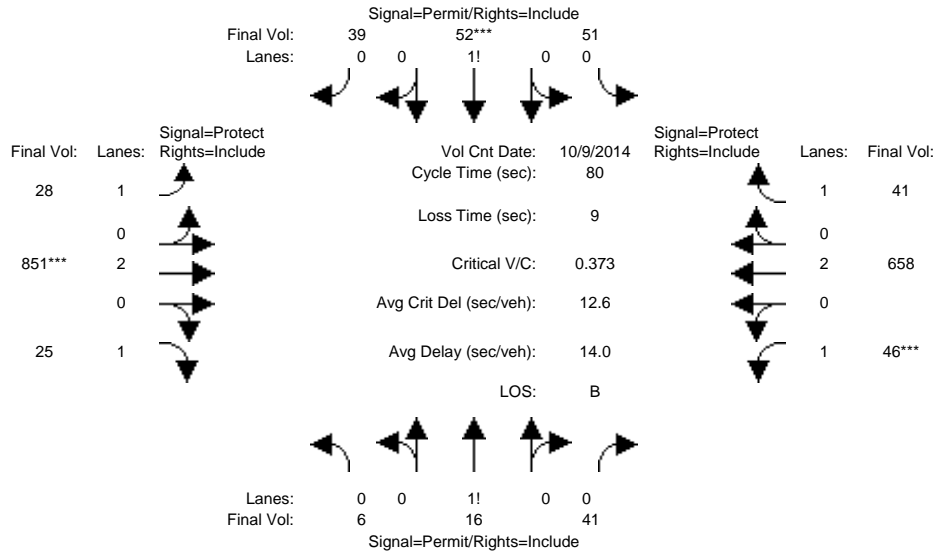 Signal=Permit/Rights=Include
Final Vol: 39 52*** 51
Lanes: 0 0 1! 0 0
Signal=Protect Signal=Protect
Final Vol: Lanes: Rights=Include Vol Cnt Date: 10/9/2014 Rights=Include Lanes: Final Vol:
Cycle Time (sec): 80
28 1 1 41
Loss Time (sec): 9
0 0
851*** 2 Critical V/C: 0.373 2 658
0 Avg Crit Del (sec/veh): 12.6 0
25 1 Avg Delay (sec/veh): 14.0 1 46***
LOS: B
Lanes: 0 0 1! 0 0
Final Vol: 6 16 41
Signal=Permit/Rights=Include